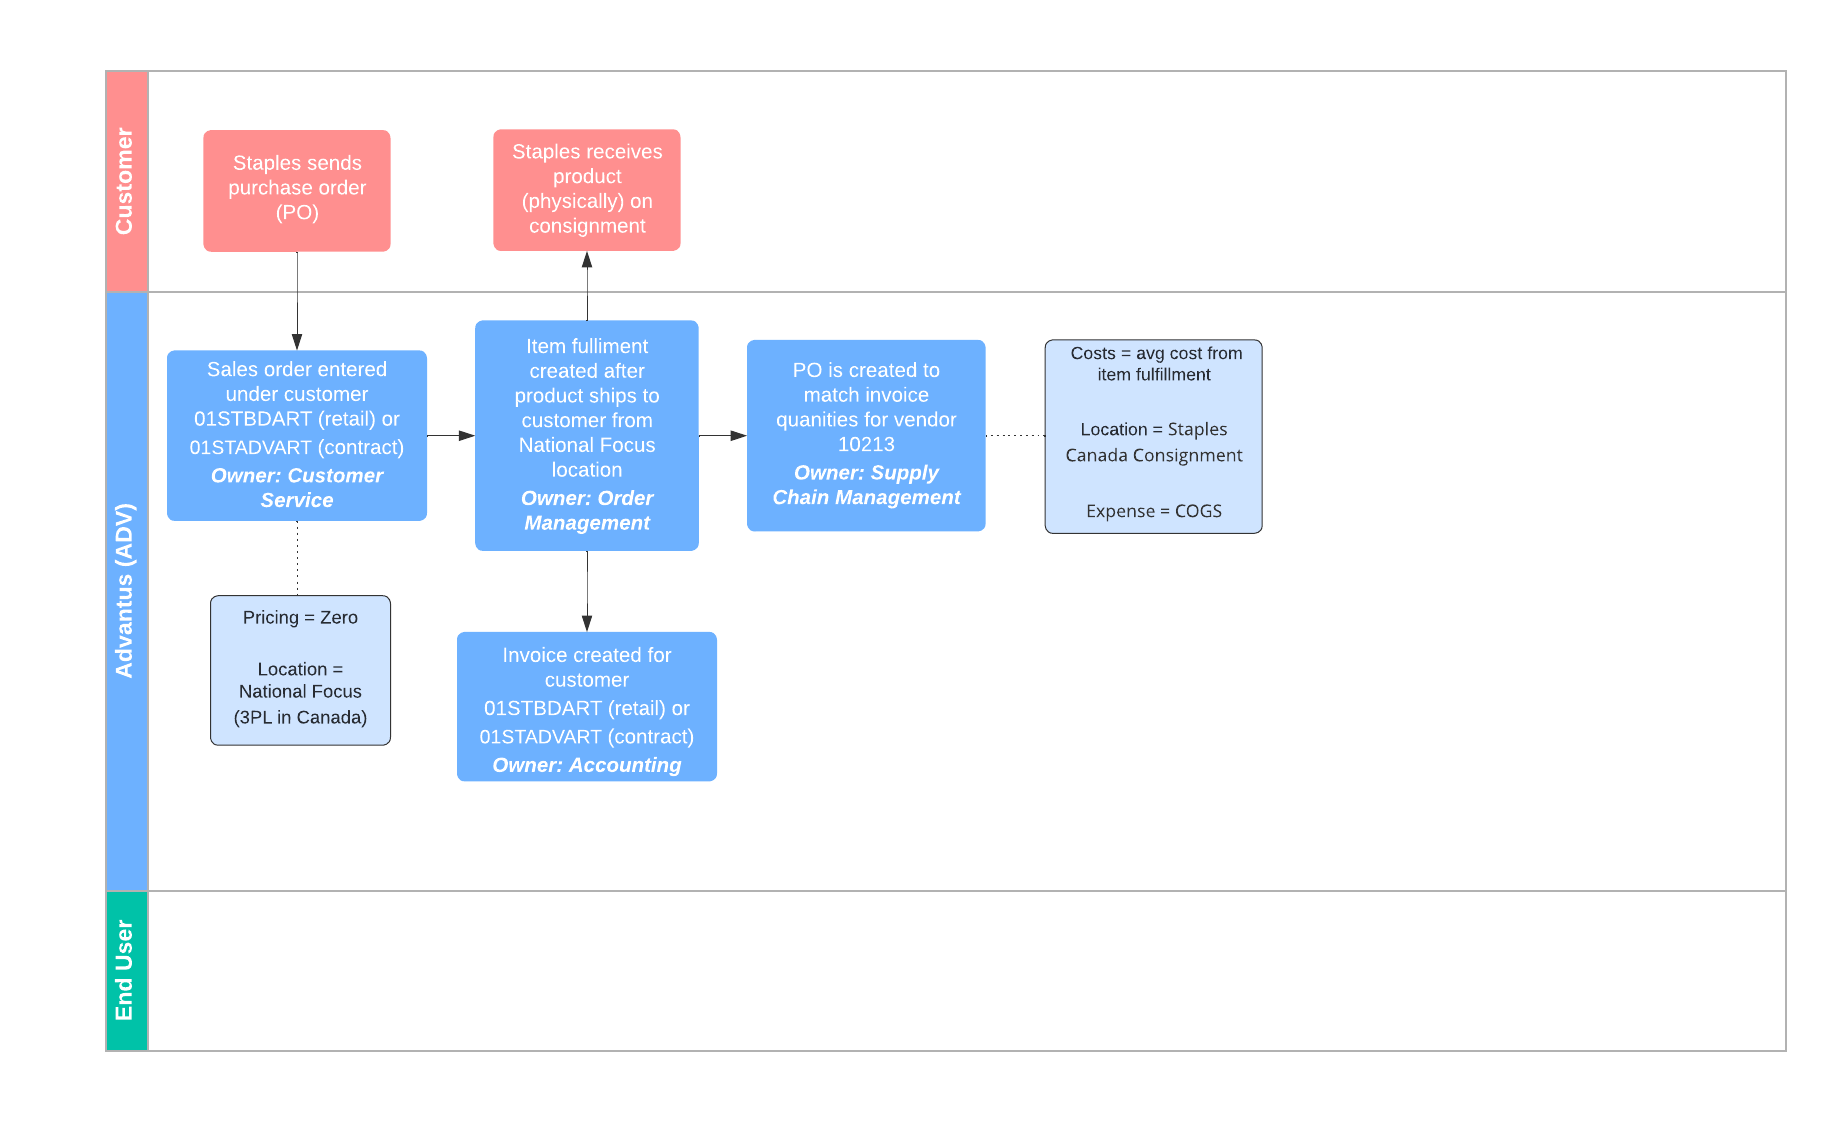 Customer
Staples sends
purchase order
(PO)
Staples receives
product
(physically) on
consignment
Advantus (ADV)
Sales order entered
under customer
01STBDART (retail) or
01STADVART (contract)
Owner: Customer
Service
Item fulliment
created after
product ships to
customer from
National Focus
location
Owner: Order
Management
PO is created to
match invoice
quanities for vendor
10213
Owner: Supply
Chain Management
Costs = avg cost from
item fulfillment
Location = Staples
Canada Consignment
Expense = COGS
Pricing = Zero
Location =
National Focus
(3PL in Canada)
Invoice created for
customer
01STBDART (retail) or
01STADVART (contract)
Owner: Accounting
End User